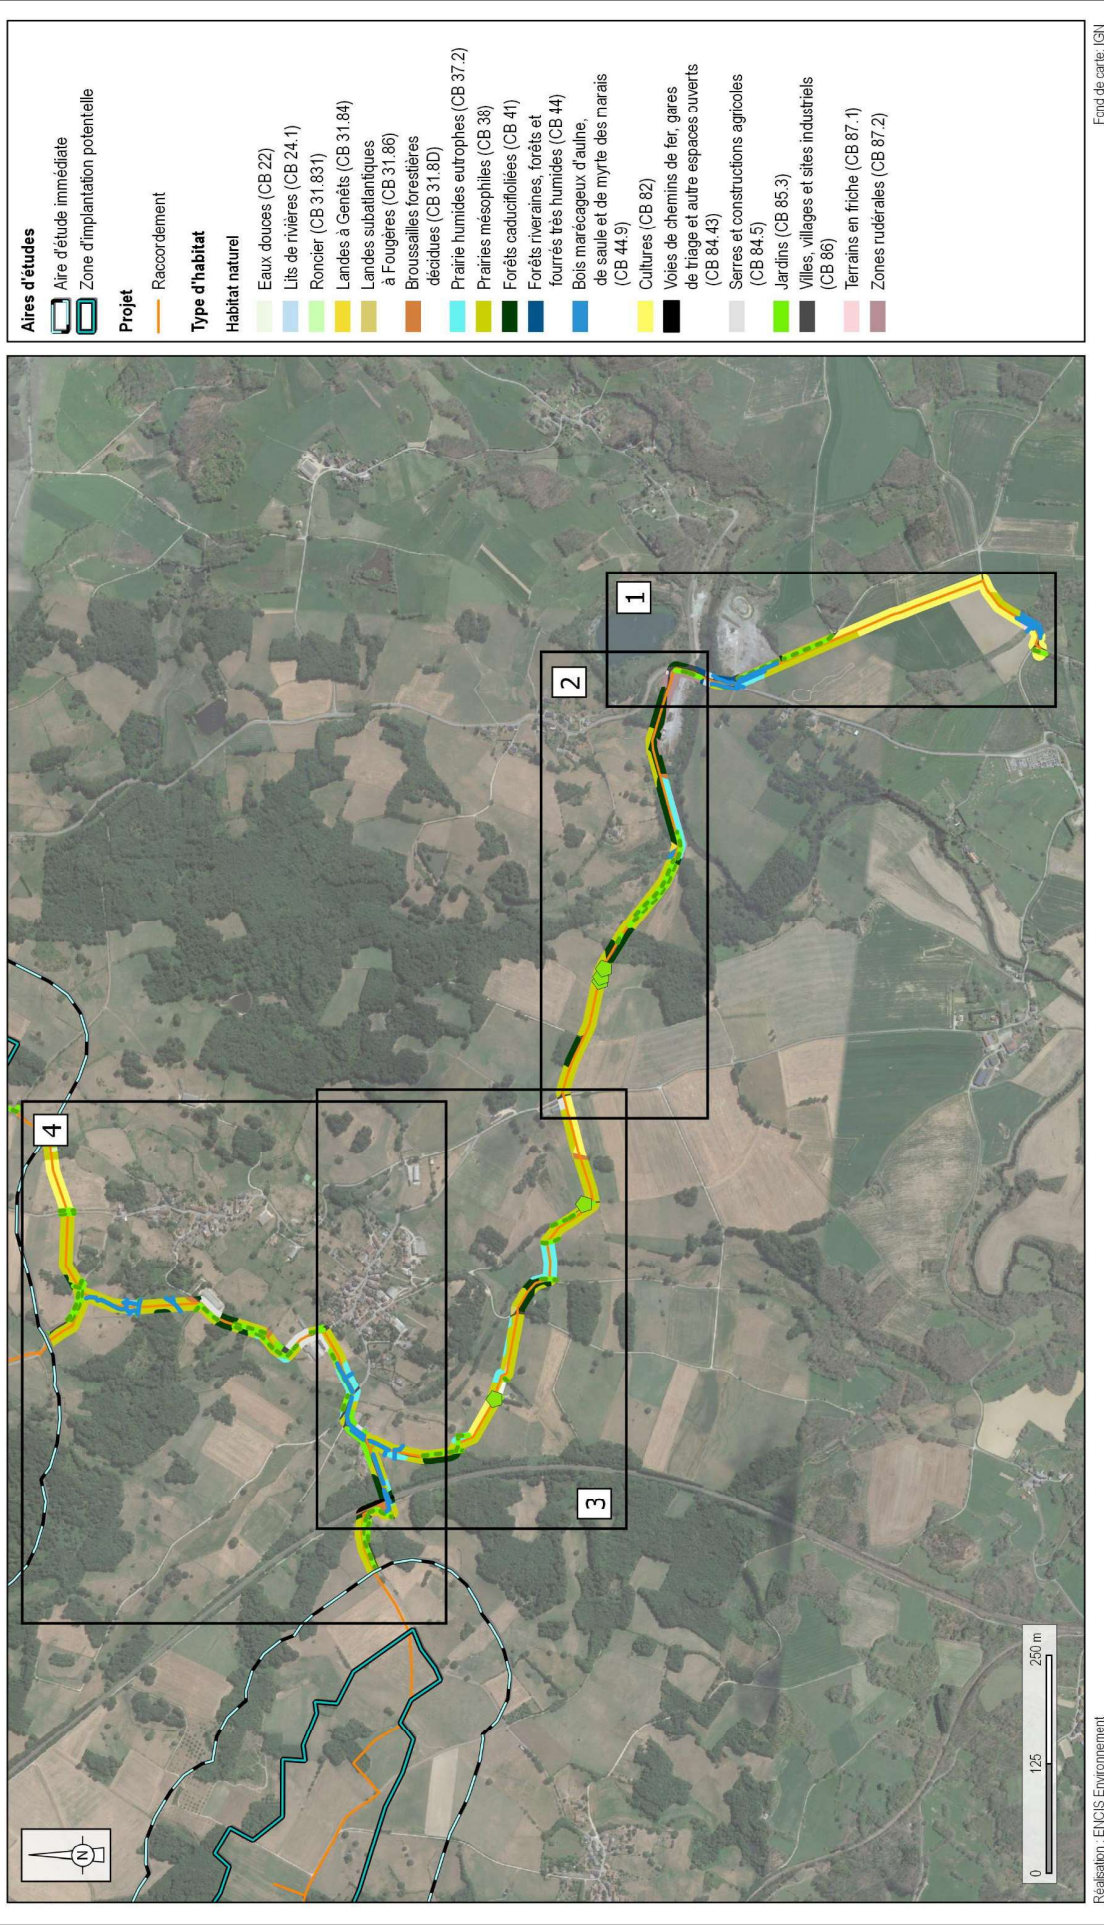 Aires d'études
Aire d'étude immédiate
Zone d'implantation potentielle
Projet
Raccordement
Type d'habitat
Habitat naturel
Eaux douces (CB 22)
Lits de rivières (CB 24.1)
Roncier (CB 31.831)
Landes à Genêts (CB 31.84)
Landes subatlantiques
à Fougères (CB 31.86)
Broussailles forestières
décidues (CB 31.8D)
Prairie humides eutrophes (CB 37.2)
Prairies mésophiles (CB 38)
Forêts caducifoliées (CB 41)
Forêts riveraines, forêts et
fourrés très humides (CB 44)
Bois marécageux d'aulne,
de saule et de myrte des marais
(CB 44.9)
Cultures (CB 82)
Voies de chemins de fer, gares
de triage et autre espaces ouverts
(CB 84.43)
Serres et constructions agricoles
(CB 84.5)
Jardins (CB 85.3)
Villes, villages et sites industriels
(CB 86)
Terrains en friche (CB 87.1)
Zones rudérales (CB 87.2)
4
3
2
1
N
0 125 250 m
Réalisation : ENCIS Environnement
Fond de carte: IGN